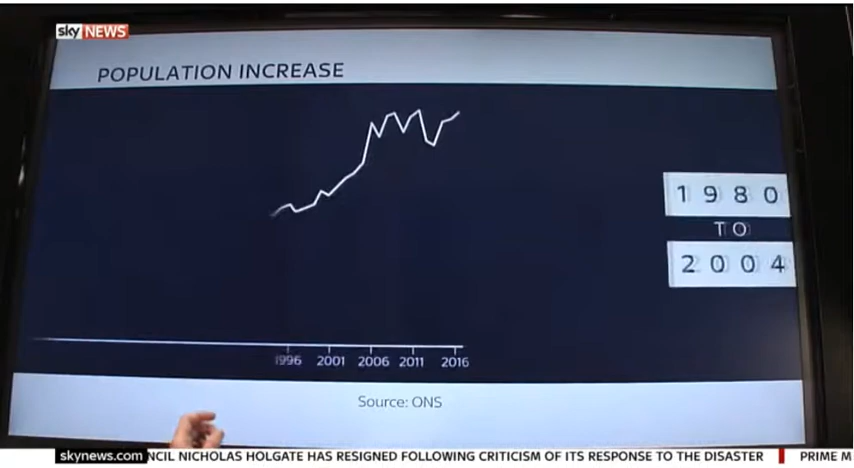 sky NEWS
POPULATION INCREASE
1980
TO
2004
1996 2001 2006 2011 2016
Source: ONS
skynews.com NCIL NICHOLAS HOLGATE HAS RESIGNED FOLLOWING CRITICISM OF ITS RESPONSE TO THE DISASTER PRIME M